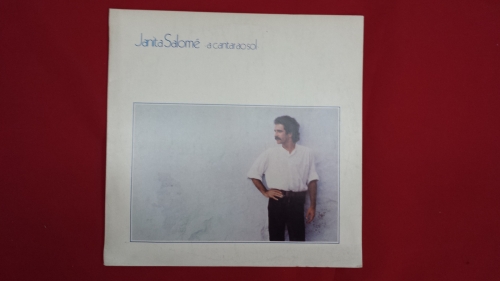 Janita Salomé a cantar ao sol